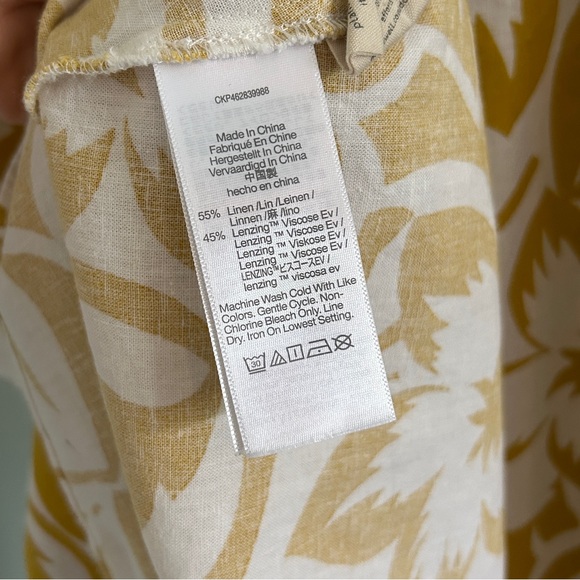 CKP462839988
Made In China
Fabriqué En Chine
Hergestellt In China
Vervaardigd In China
中国製
hecho en china
55% Linen /Lin /Leinen /
Linnen /麻 /lino
45% Lenzing ™ Viscose Ev /
Lenzing ™ Viscose Ev /
Lenzing ™ Viskose Ev /
Lenzing ™ Viscose Ev /
LENZING™ビスコースEV /
lenzing ™ viscosa ev
Machine Wash Cold With Like
Colors. Gentle Cycle. Non-
Chlorine Bleach Only. Line
Dry. Iron On Lowest Setting.
30